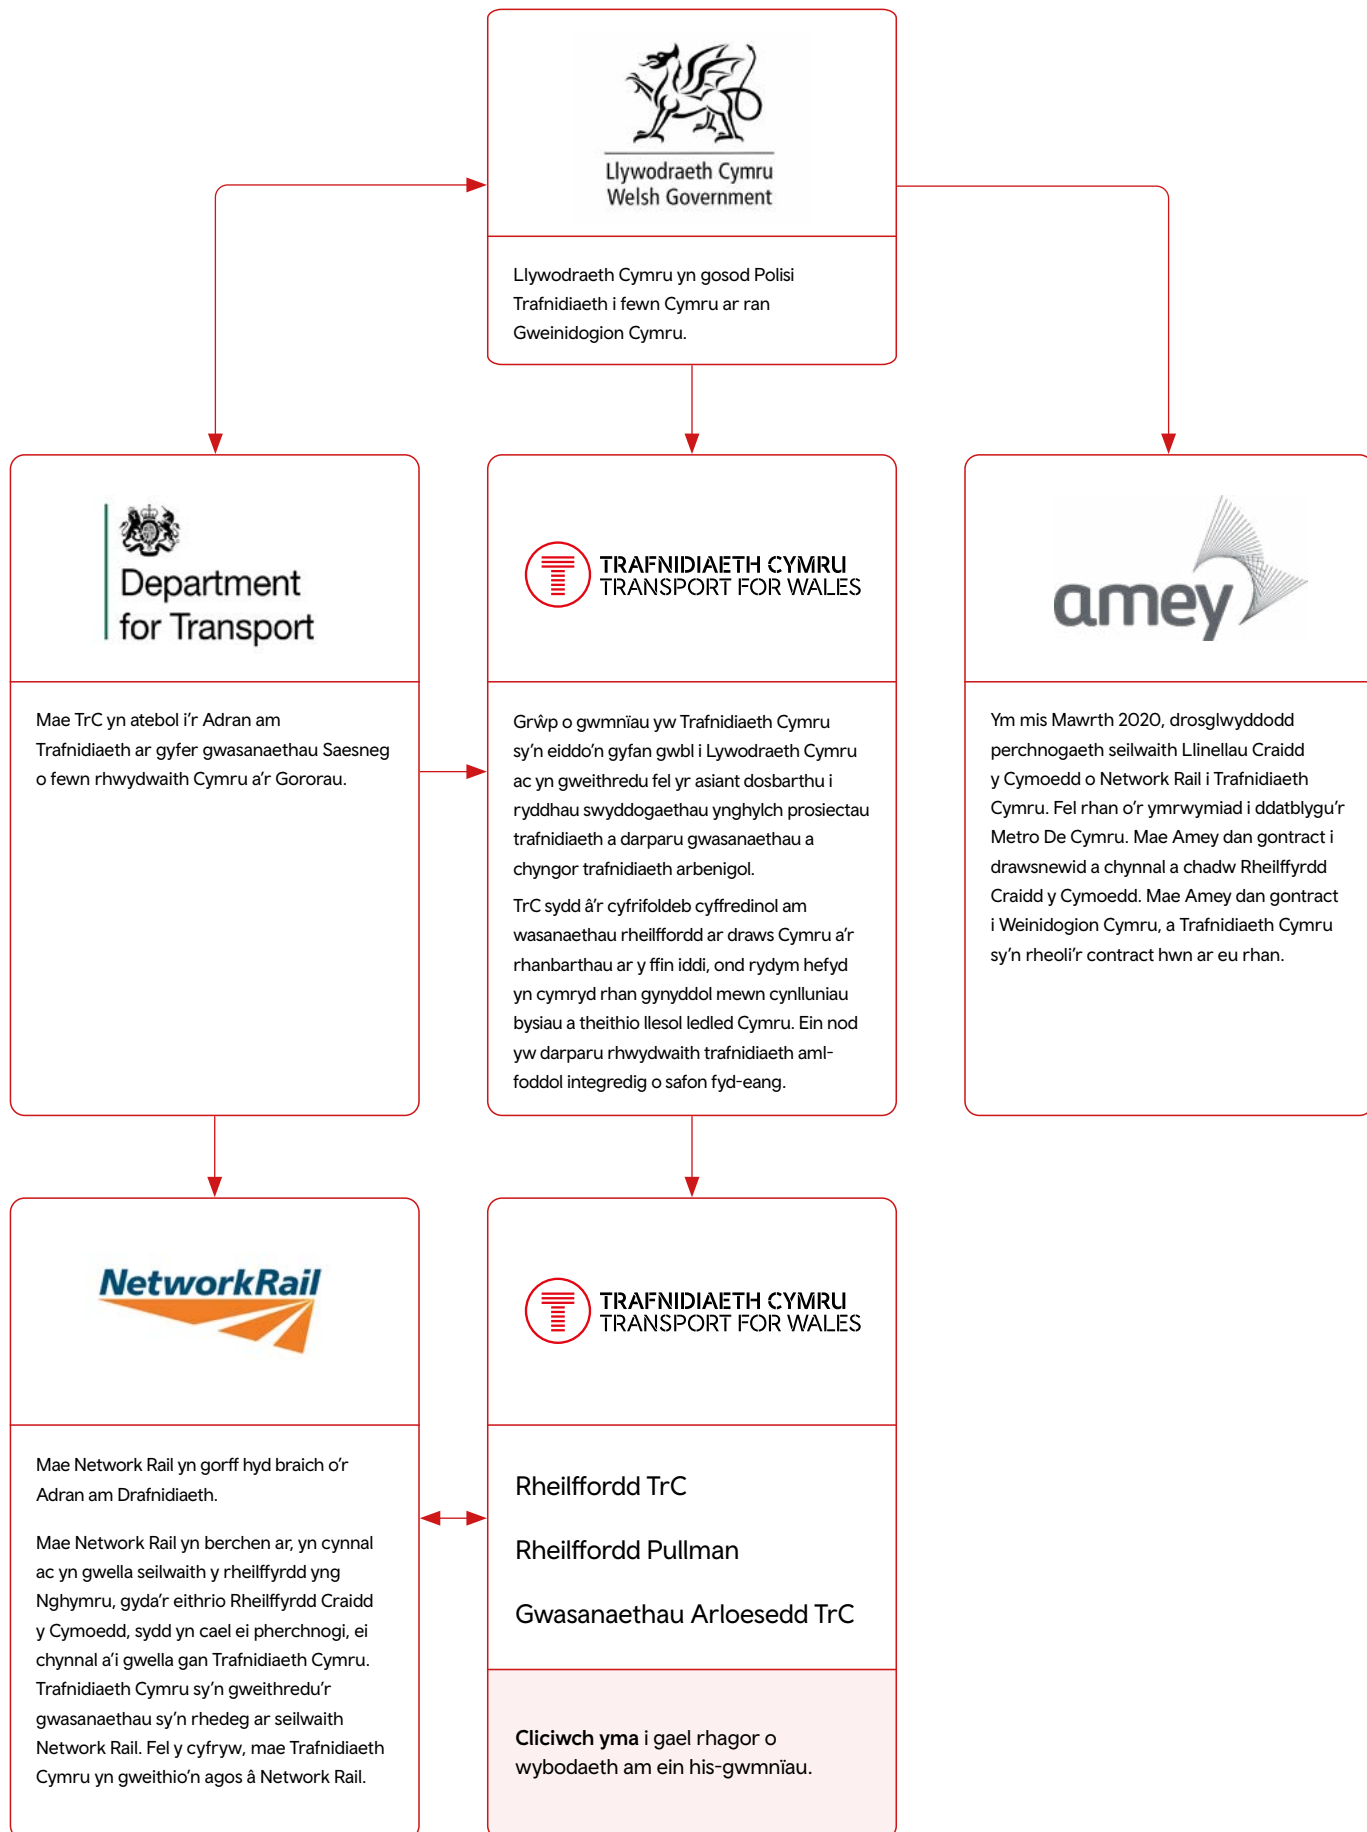 Llywodraeth Cymru
Welsh Government
Llywodraeth Cymru yn gosod Polisi
Trafnidiaeth i fewn Cymru ar ran
Gweinidogion Cymru.
Department
for Transport
Mae TrC yn atebol i'r Adran am
Trafnidiaeth ar gyfer gwasanaethau Saesneg
o fewn rhwydwaith Cymru a'r Gororau.
TRAFNIDIAETH CYMRU
TRANSPORT FOR WALES
Grŵp o gwmnïau yw Trafnidiaeth Cymru
sy'n eiddo'n gyfan gwbl i Lywodraeth Cymru
ac yn gweithredu fel yr asiant dosbarthu i
ryddhau swyddogaethau ynghylch prosiectau
trafnidiaeth a darparu gwasanaethau a
chyngor trafnidiaeth arbenigol.
TrC sydd â'r cyfrifoldeb cyffredinol am
wasanaethau rheilffordd ar draws Cymru a'r
rhanbarthau ar y ffin iddi, ond rydym hefyd
yn cymryd rhan gynyddol mewn cynlluniau
bysiau a theithio llesol ledled Cymru. Ein nod
yw darparu rhwydwaith trafnidiaeth aml-
foddol integredig o safon fyd-eang.
amey
Ym mis Mawrth 2020, drosglwyddodd
perchnogaeth seilwaith Llinellau Craidd
y Cymoedd o Network Rail i Trafnidiaeth
Cymru. Fel rhan o'r ymrwymiad i ddatblygu'r
Metro De Cymru. Mae Amey dan gontract i
drawsnewid a chynnal a chadw Rheilffyrdd
Craidd y Cymoedd. Mae Amey dan gontract
i Weinidogion Cymru, a Trafnidiaeth Cymru
sy'n rheoli'r contract hwn ar eu rhan.
NetworkRail
Mae Network Rail yn gorff hyd braich o'r
Adran am Drafnidiaeth.
Mae Network Rail yn berchen ar, yn cynnal
ac yn gwella seilwaith y rheilffyrdd yng
Nghymru, gyda'r eithrio Rheilffyrdd Craidd
y Cymoedd, sydd yn cael ei pherchnogi, ei
chynnal a'i gwella gan Trafnidiaeth Cymru.
Trafnidiaeth Cymru sy'n gweithredu'r
gwasanaethau sy'n rhedeg ar seilwaith
Network Rail. Fel y cyfryw, mae Trafnidiaeth
Cymru yn gweithio'n agos â Network Rail.
TRAFNIDIAETH CYMRU
TRANSPORT FOR WALES
Rheilffordd TrC
Rheilffordd Pullman
Gwasanaethau Arloesedd TrC
Cliciwch yma i gael rhagor o
wybodaeth am ein his-gwmnïau.